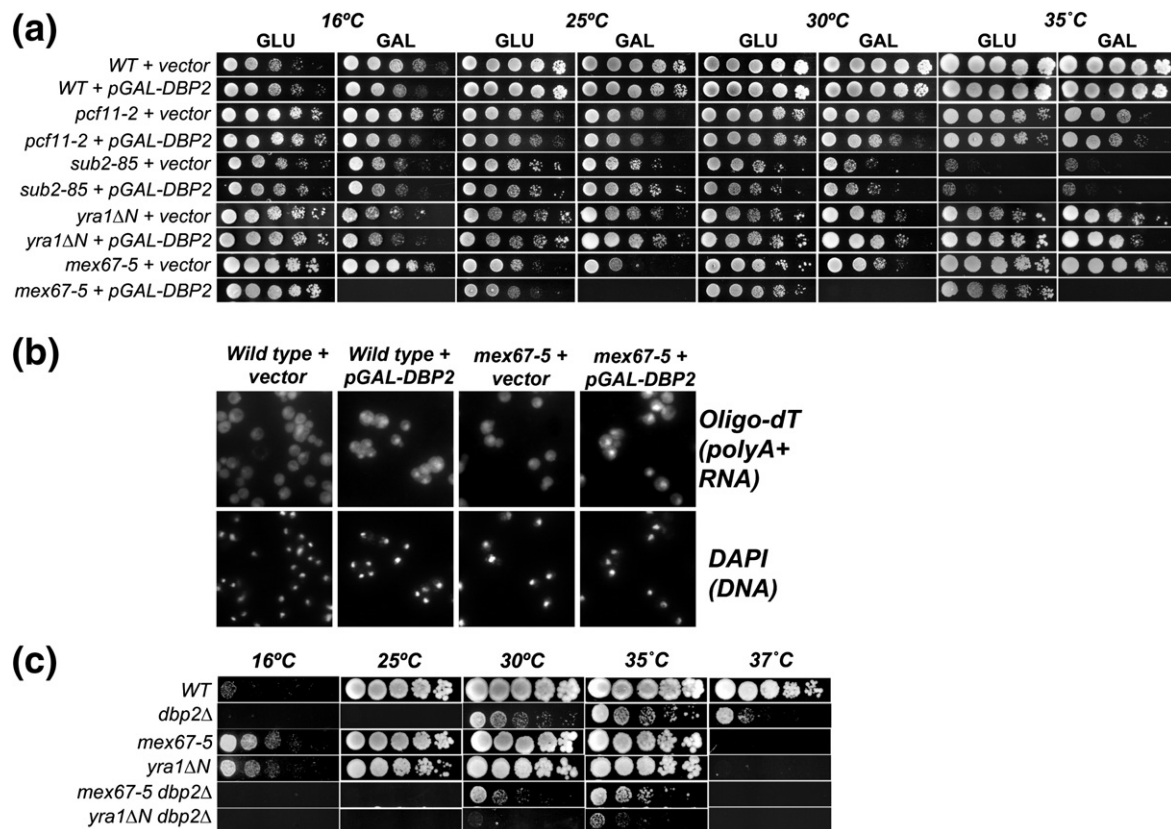 (a)
16ºC 25ºC 30ºC 35˚C
GLU GAL GLU GAL GLU GAL GLU GAL
WT + vector
WT + pGAL-DBP2
pcf11-2 + vector
pcf11-2 + pGAL-DBP2
sub2-85 + vector
sub2-85 + pGAL-DBP2
yra1ΔN + vector
yra1ΔN + pGAL-DBP2
mex67-5 + vector
mex67-5 + pGAL-DBP2
(b)
Wild type + vector
Wild type + pGAL-DBP2
mex67-5 + vector
mex67-5 + pGAL-DBP2
Oligo-dT
(polyA+
RNA)
DAPI
(DNA)
(c)
16ºC 25ºC 30ºC 35˚C 37˚C
WT
dbp2Δ
mex67-5
yra1ΔN
mex67-5 dbp2Δ
yra1ΔN dbp2Δ